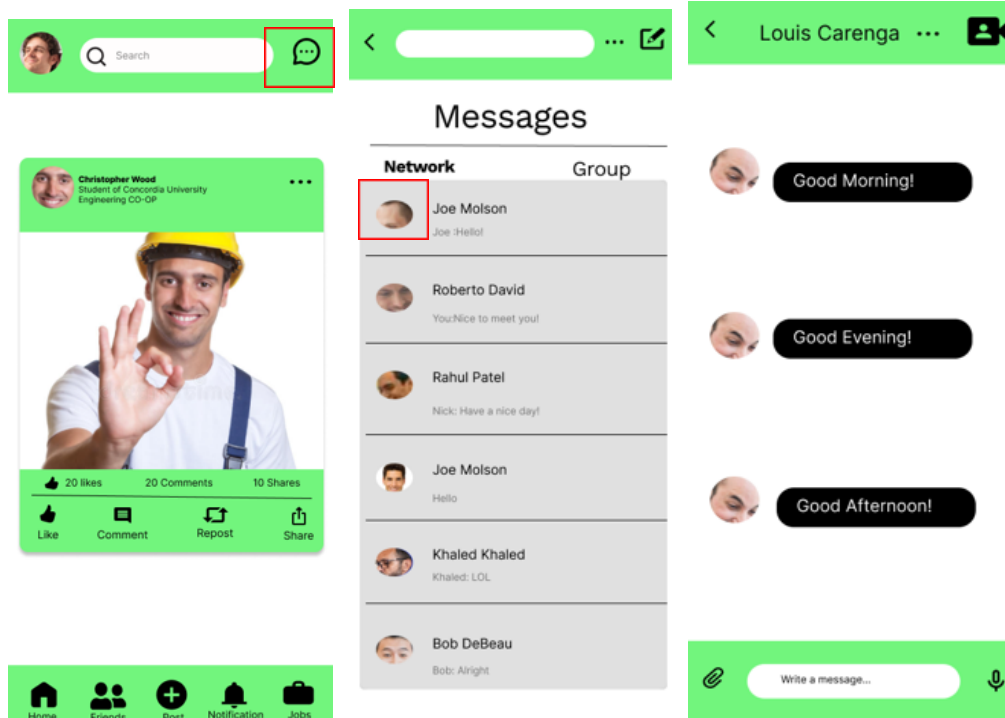 Search
Christopher Wood
Student of Concordia University
Engineering CO-OP
20 likes 20 Comments 10 Shares
Like Comment Repost Share
Home Friends Post Notification Jobs
Messages
Network Group
Joe Molson
Joe :Hello!
Roberto David
You:Nice to meet you!
Rahul Patel
Nick: Have a nice day!
Joe Molson
Hello
Khaled Khaled
Khaled: LOL
Bob DeBeau
Bob: Alright
Louis Carenga
Good Morning!
Good Evening!
Good Afternoon!
Write a message...